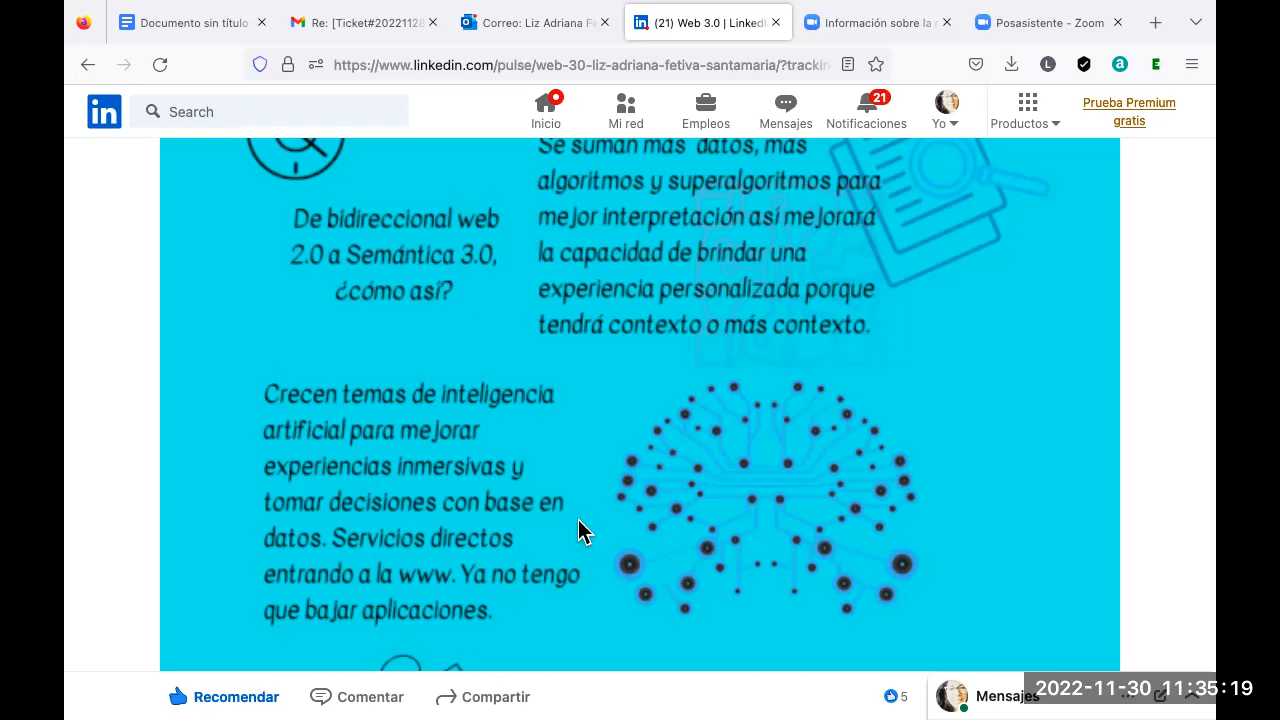 Documento sin título
Re: [Ticket#20221128
Correo: Liz Adriana Fe
(21) Web 3.0 | LinkedI
Información sobre la r
Posasistente - Zoom
https://www.linkedin.com/pulse/web-30-liz-adriana-fetiva-santamaria/?trackin
in
Search
Inicio
Mi red
Empleos
Mensajes
21
Notificaciones
Yo
Productos
Prueba Premium
gratis
Se suman más datos, más
algoritmos y superalgoritmos para
mejor interpretación así mejorará
la capacidad de brindar una
experiencia personalizada porque
tendrá contexto o más contexto.
De bidireccional web
2.0 a Semántica 3.0,
¿cómo así?
Crecen temas de inteligencia
artificial para mejorar
experiencias inmersivas y
tomar decisiones con base en
datos. Servicios directos
entrando a la www. Ya no tengo
que bajar aplicaciones.
Recomendar
Comentar
Compartir
5
Mensajes
2022-11-30 11:35:19